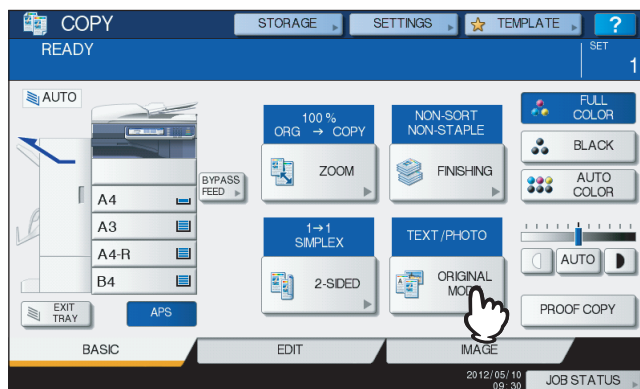 COPY
STORAGE
SETTINGS
TEMPLATE
?
READY
SET
1
AUTO
A4
A3
A4-R
B4
BYPASS
FEED
EXIT
TRAY
APS
100 %
ORG → COPY
ZOOM
NON-SORT
NON-STAPLE
FINISHING
1→1
SIMPLEX
2-SIDED
TEXT/PHOTO
ORIGINAL
FULL
COLOR
BLACK
AUTO
COLOR
AUTO
PROOF COPY
BASIC
EDIT
IMAGE
2012/05/10
09:30
JOB STATUS